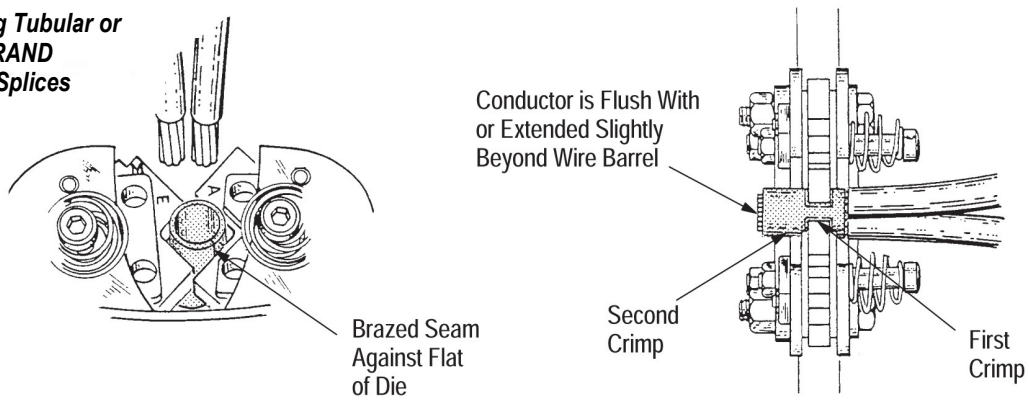 g Tubular or
RAND
Splices
Conductor is Flush With
or Extended Slightly
Beyond Wire Barrel
E
A
Brazed Seam
Against Flat
of Die
Second
Crimp
First
Crimp